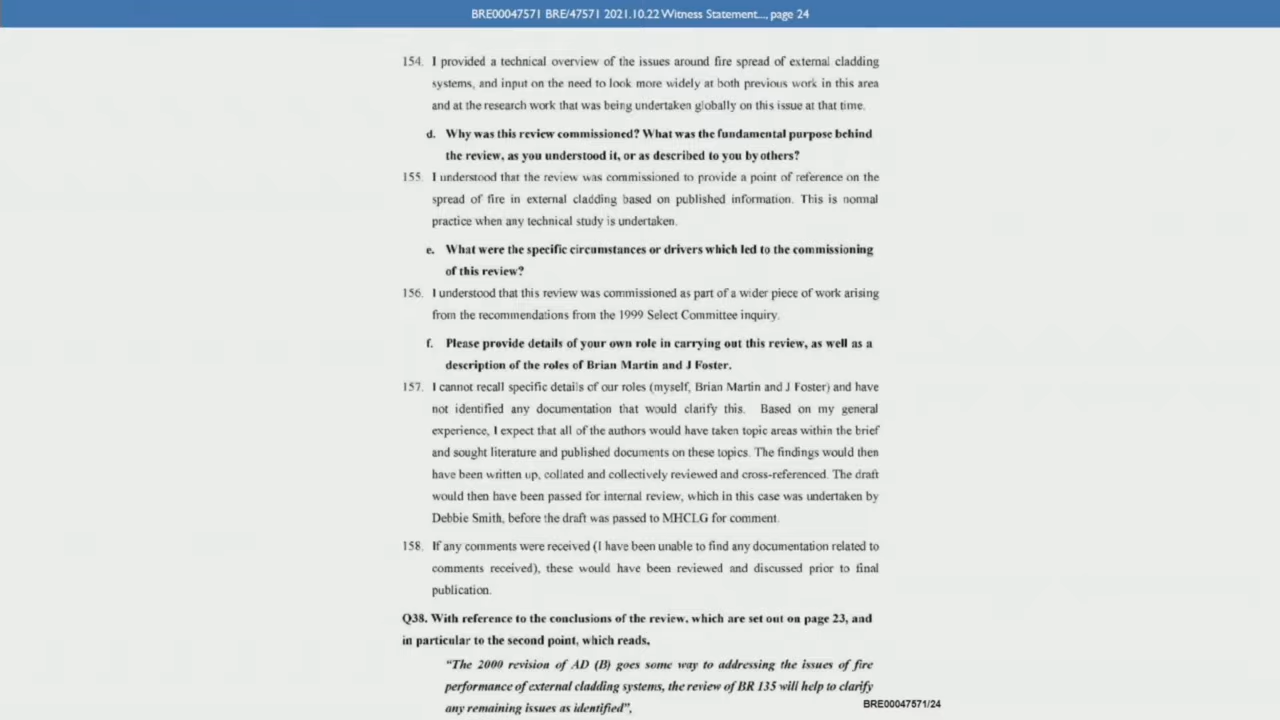 BRE00047571 BRE/47571 2021.10.22 Witness Statement..., page 24
154. I provided a technical overview of the issues around fire spread of external cladding
systems, and input on the need to look more widely at both previous work in this area
and at the research work that was being undertaken globally on this issue at that time.
d. Why was this review commissioned? What was the fundamental purpose behind
the review, as you understood it, or as described to you by others?
155. I understood that the review was commissioned to provide a point of reference on the
spread of fire in external cladding based on published information. This is normal
practice when any technical study is undertaken.
e. What were the specific circumstances or drivers which led to the commissioning
of this review?
156. I understood that this review was commissioned as part of a wider piece of work arising
from the recommendations from the 1999 Select Committee inquiry.
f. Please provide details of your own role in carrying out this review, as well as a
description of the roles of Brian Martin and J Foster.
157. I cannot recall specific details of our roles (myself, Brian Martin and J Foster) and have
not identified any documentation that would clarify this. Based on my general
experience, I expect that all of the authors would have taken topic areas within the brief
and sought literature and published documents on these topics. The findings would then
have been written up, collated and collectively reviewed and cross-referenced. The draft
would then have been passed for internal review, which in this case was undertaken by
Debbie Smith, before the draft was passed to MHCLG for comment.
158. If any comments were received (I have been unable to find any documentation related to
comments received), these would have been reviewed and discussed prior to final
publication.
Q38. With reference to the conclusions of the review, which are set out on page 23, and
in particular to the second point, which reads,
"The 2000 revision of AD (B) goes some way to addressing the issues of fire
performance of external cladding systems, the review of BR 135 will help to clarify
any remaining issues as identified",
BRE00047571/24